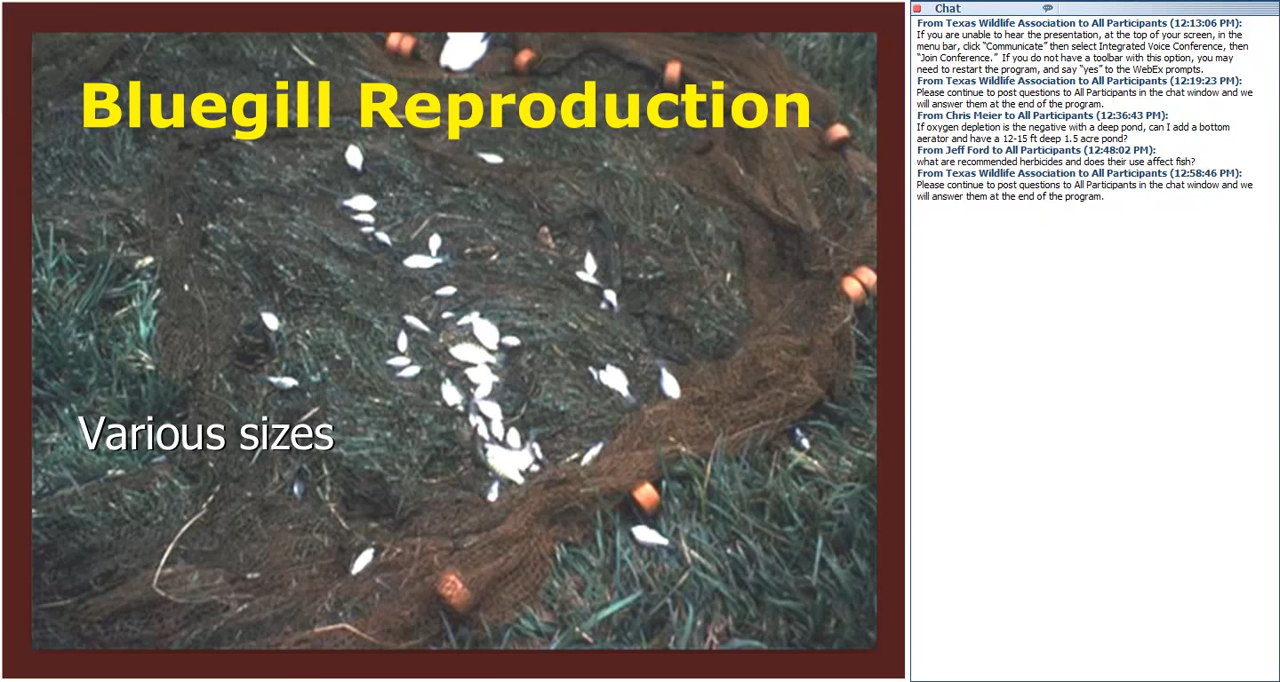 Bluegill Reproduction
Various sizes
Chat
From Texas Wildlife Association to All Participants (12:13:06 PM):
If you are unable to hear the presentation, at the top of your screen, in the
menu bar, click “Communicate” then select Integrated Voice Conference, then
“Join Conference.” If you do not have a toolbar with this option, you may
need to restart the program, and say “yes” to the WebEx prompts.
From Texas Wildlife Association to All Participants (12:19:23 PM):
Please continue to post questions to All Participants in the chat window and we
will answer them at the end of the program.
From Chris Meier to All Participants (12:36:43 PM):
If oxygen depletion is the negative with a deep pond, can I add a bottom
aerator and have a 12-15 ft deep 1.5 acre pond?
From Jeff Ford to All Participants (12:48:02 PM):
what are recommended herbicides and does their use affect fish?
From Texas Wildlife Association to All Participants (12:58:46 PM):
Please continue to post questions to All Participants in the chat window and we
will answer them at the end of the program.